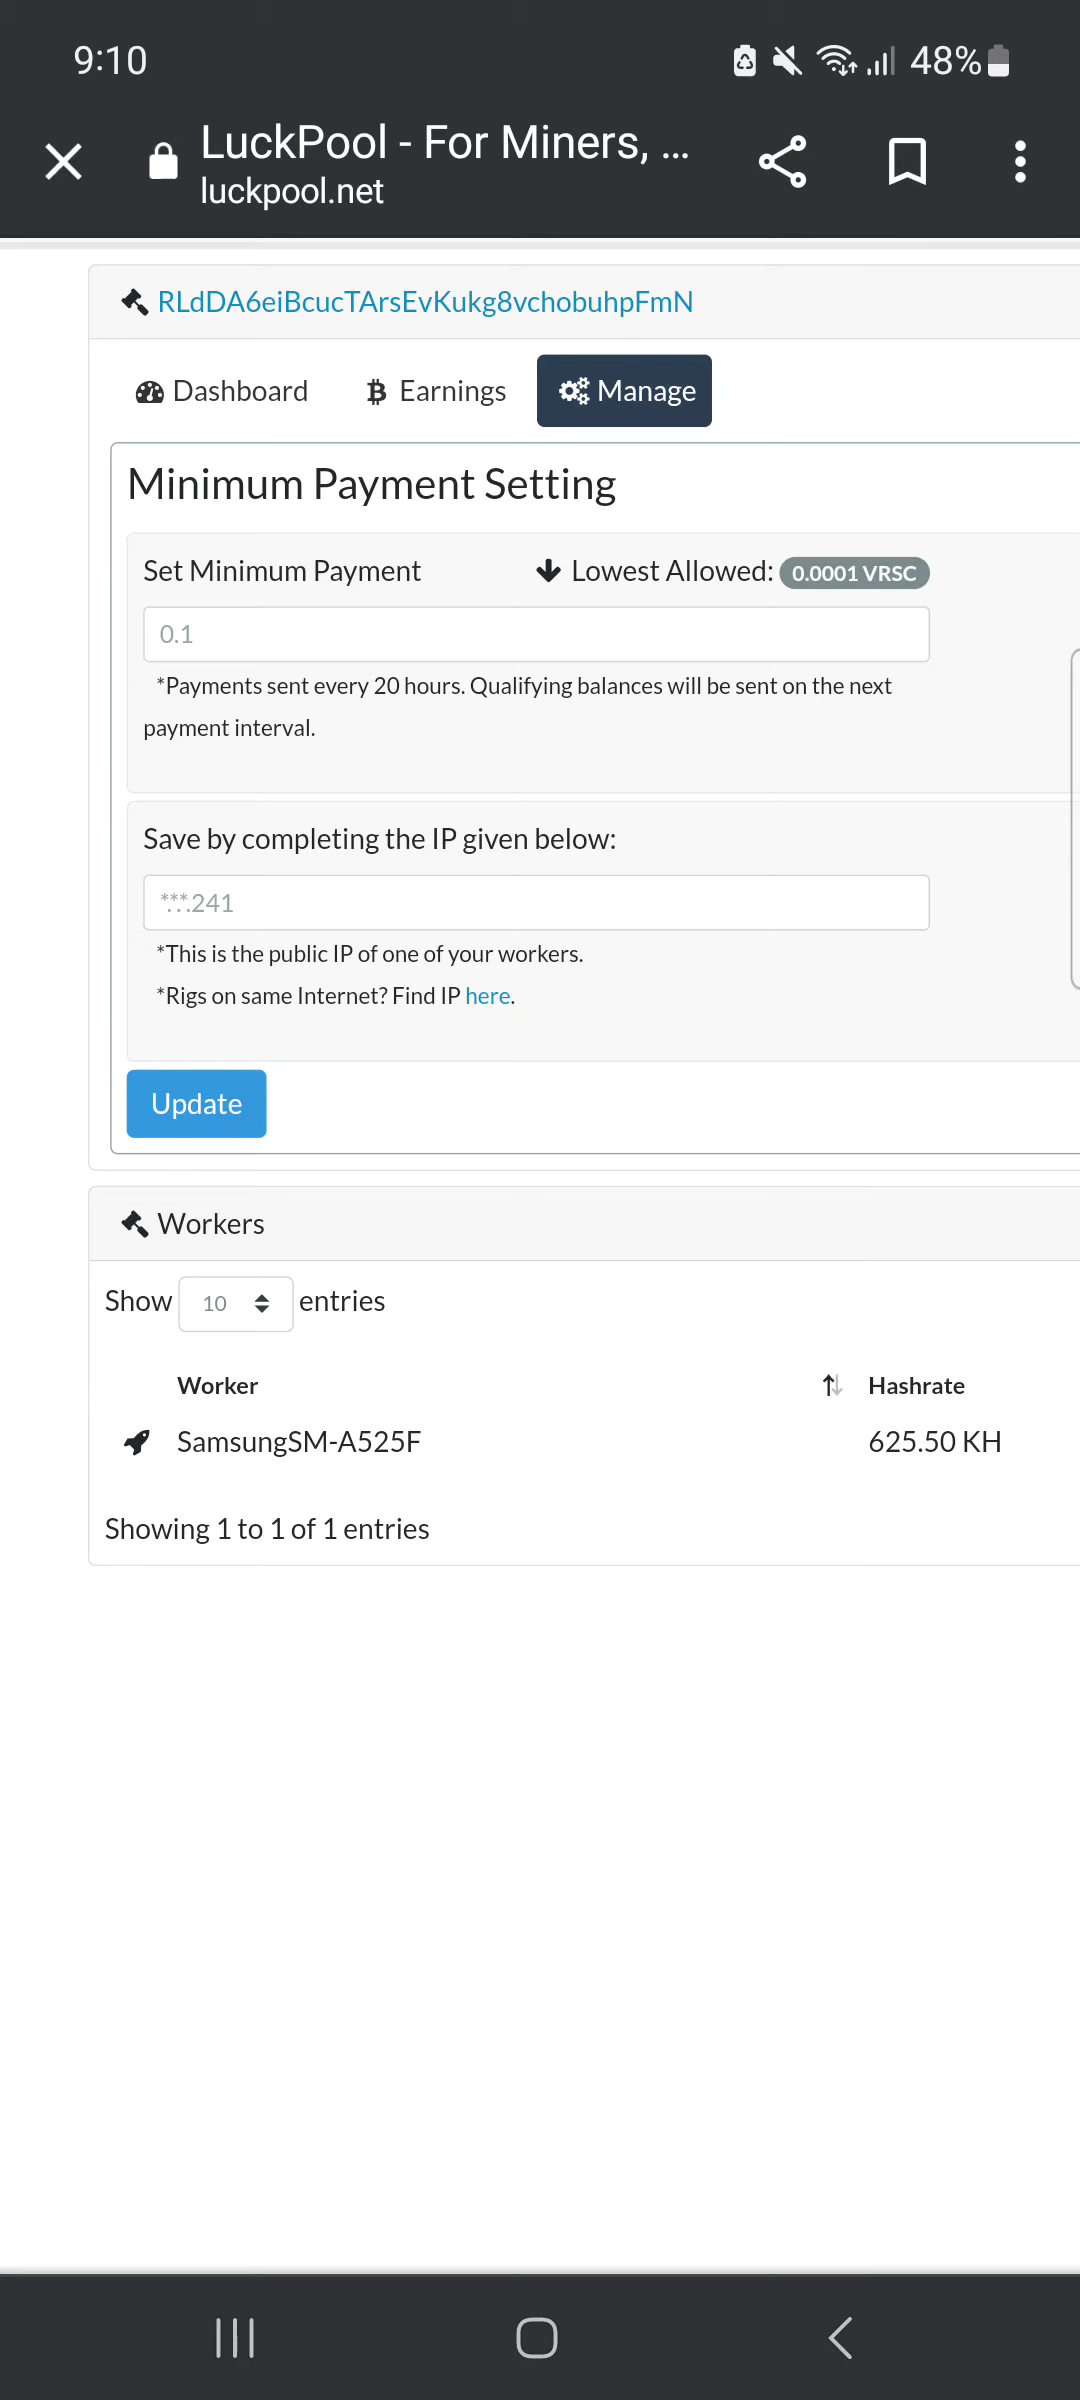 9:10
48%
LuckPool - For Miners, ...
luckpool.net
RLdDA6eiBcucTArsEvKukg8vchobuhpFmN
Dashboard Earnings Manage
Minimum Payment Setting
Set Minimum Payment Lowest Allowed: 0.0001 VRSC
0.1
*Payments sent every 20 hours. Qualifying balances will be sent on the next
payment interval.
Save by completing the IP given below:
***.***.***.241
*This is the public IP of one of your workers.
*Rigs on same Internet? Find IP here.
Update
Workers
Show 10 entries
Worker Hashrate
SamsungSM-A525F 625.50 KH
Showing 1 to 1 of 1 entries